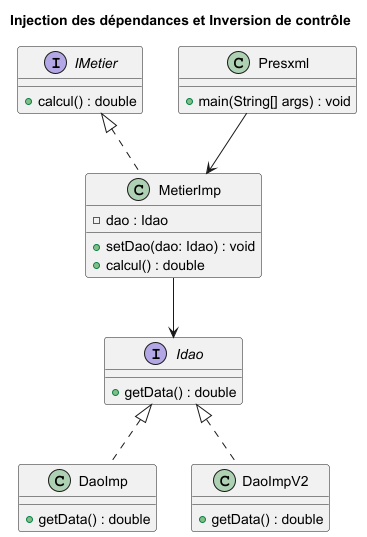 Injection des dépendances et Inversion de contrôle
I IMetier
calcul() : double
C Presxml
main(String[] args) : void
C MetierImp
dao : Idao
setDao(dao: Idao) : void
calcul() : double
I Idao
getData() : double
C DaoImp
getData() : double
C DaoImpV2
getData() : double